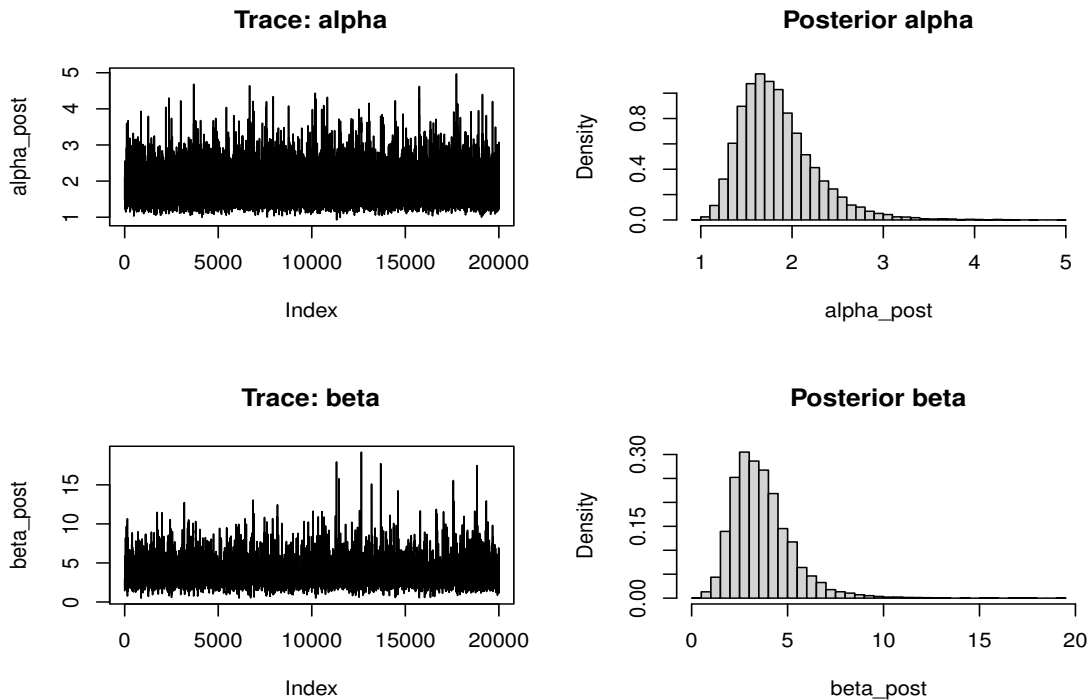 Trace: alpha
alpha_post
5
4
3
2
1
0 5000 10000 15000 20000
Index
Posterior alpha
Density
0.8
0.4
0.0
1 2 3 4 5
alpha_post
Trace: beta
beta_post
15
10
5
0
0 5000 10000 15000 20000
Index
Posterior beta
Density
0.30
0.15
0.00
0 5 10 15 20
beta_post